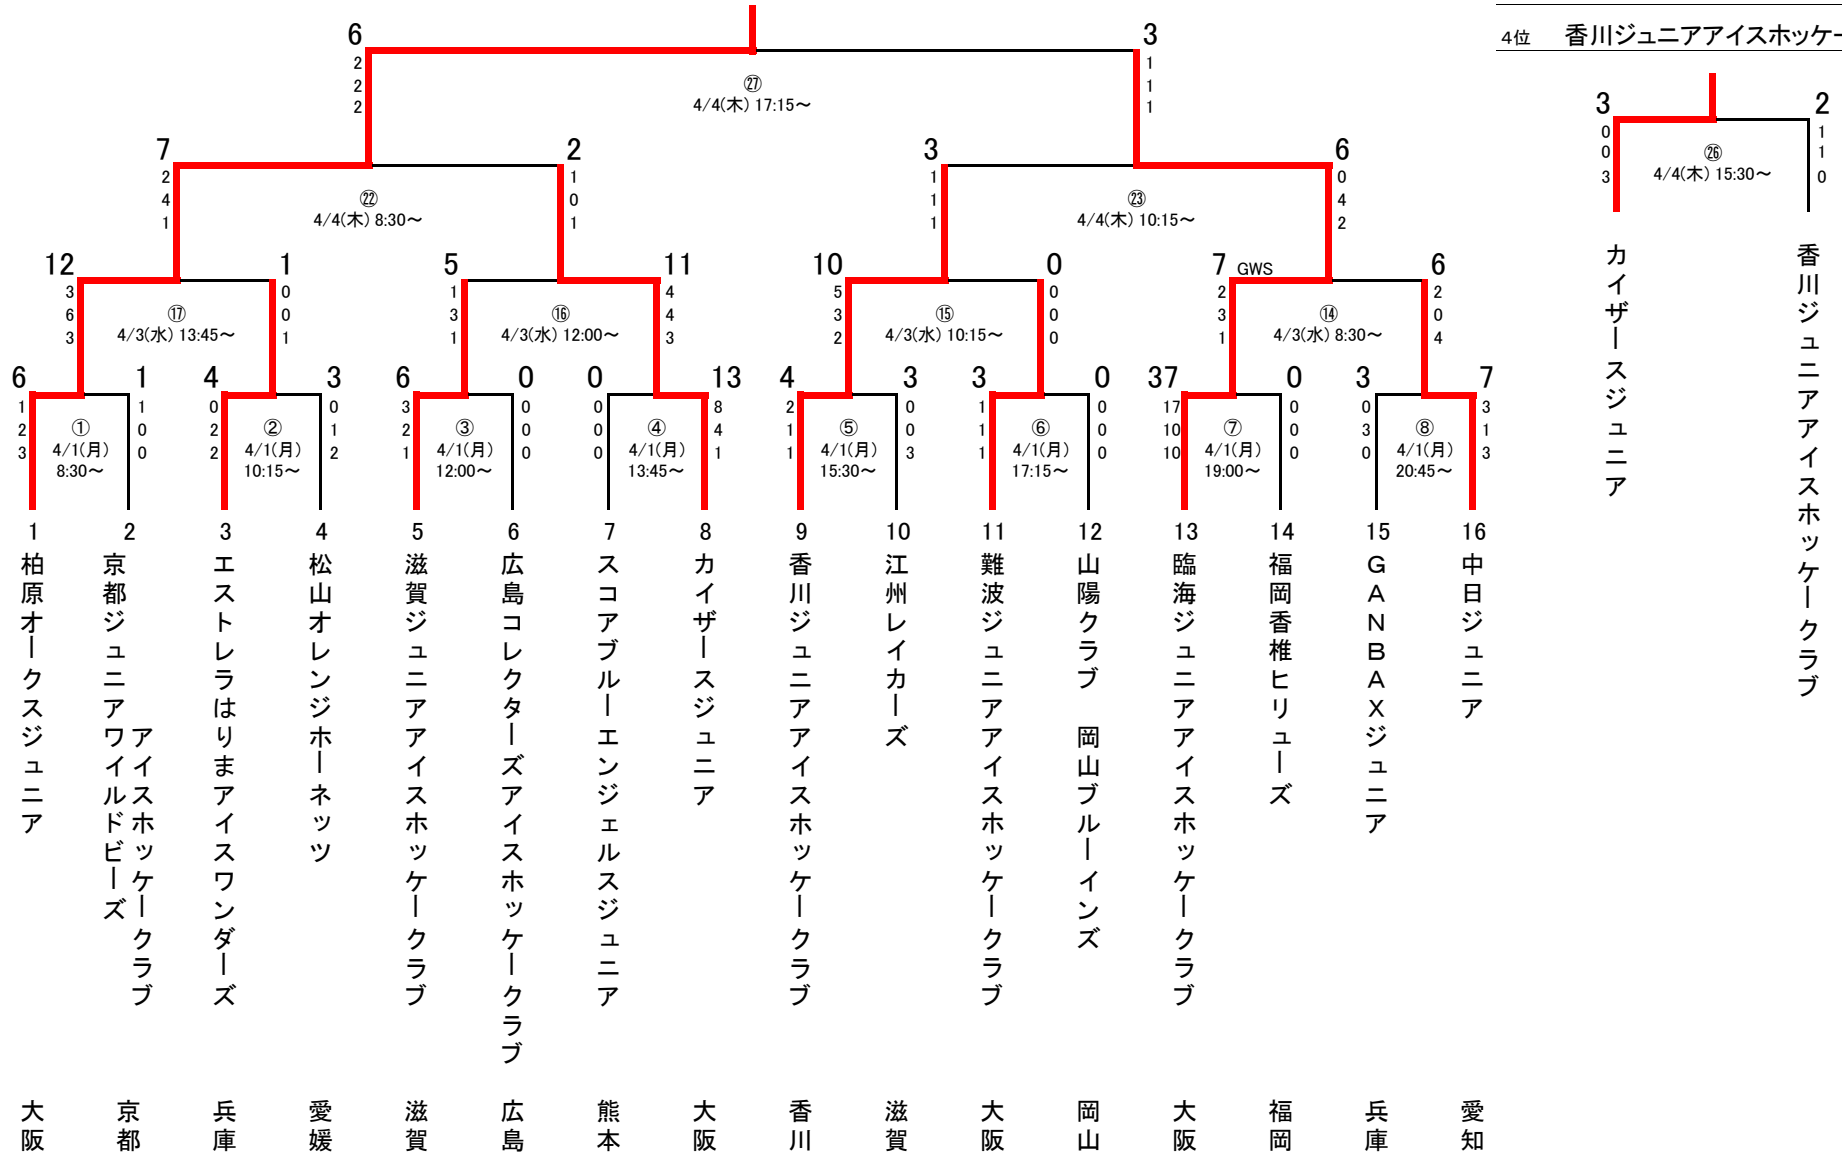 4位 香川ジュニアアイスホッケー
6 3
2 1
2 1
2 1
㉗
4/4(木) 17:15～
3 2
0 1
0 1
3 0
㉖
4/4(木) 15:30～
カイザースジュニア
香川ジュニアアイスホッケークラブ
7 2 3 6
2 1 1 0
4 0 1 4
1 1 1 2
㉒ ㉓
4/4(木) 8:30～ 4/4(木) 10:15～
12 1 5 11 10 0 7 GWS 6
3 0 1 4 5 0 2 2
6 0 3 4 3 0 3 0
3 1 1 3 2 0 1 4
⑰ ⑯ ⑮ ⑭
4/3(水) 13:45～ 4/3(水) 12:00～ 4/3(水) 10:15～ 4/3(水) 8:30～
6 1 4 3 6 0 0 13 4 3 3 0 37 0 3 7
1 1 0 0 3 0 0 8 2 0 1 0 17 0 0 3
2 0 2 1 2 0 0 4 1 0 1 0 10 0 3 1
3 0 2 2 1 0 0 1 1 3 1 0 10 0 0 3
① ② ③ ④ ⑤ ⑥ ⑦ ⑧
4/1(月) 4/1(月) 4/1(月) 4/1(月) 4/1(月) 4/1(月) 4/1(月) 4/1(月)
8:30～ 10:15～ 12:00～ 13:45～ 15:30～ 17:15～ 19:00～ 20:45～
1 2 3 4 5 6 7 8 9 10 11 12 13 14 15 16
柏原オークスジュニア
京都ジュニアワイルドビーズ
アイスホッケークラブ
エストレラはりまアイスワンダーズ
松山オレンジホーネッツ
滋賀ジュニアアイスホッケークラブ
広島コレクターズアイスホッケークラブ
スコアブルーエンジェルスジュニア
カイザースジュニア
香川ジュニアアイスホッケークラブ
江州レイカーズ
難波ジュニアアイスホッケークラブ
山陽クラブ 岡山ブルーインズ
臨海ジュニアアイスホッケークラブ
福岡香椎ヒリューズ
GANBAXジュニア
中日ジュニア
大阪 京都 兵庫 愛媛 滋賀 広島 熊本 大阪 香川 滋賀 大阪 岡山 大阪 福岡 兵庫 愛知